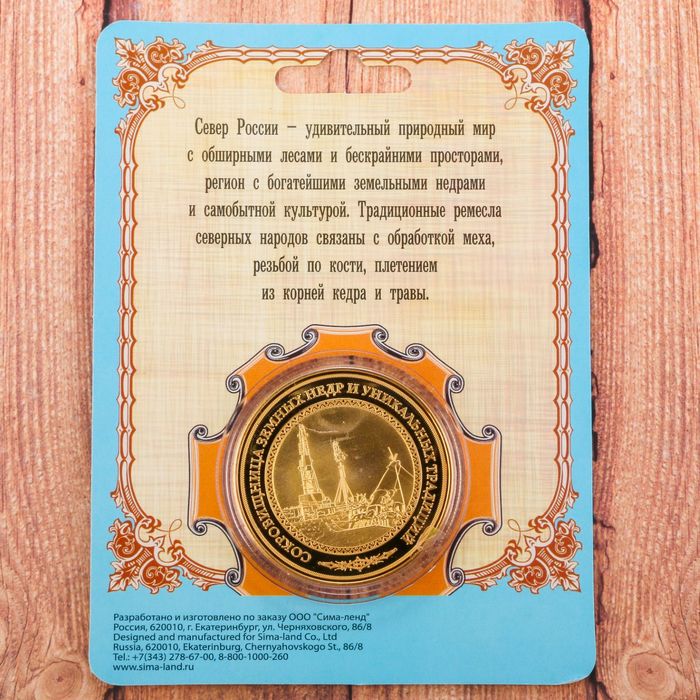 Север России – удивительный природный мир
с обширными лесами и бескрайними просторами,
регион с богатейшими земельными недрами
и самобытной культурой. Традиционные ремесла
северных народов связаны с обработкой меха,
резьбой по кости, плетением
из корней кедра и травы.
СОКРОВИЩНИЦА ЗЕМНЫХ НЕДР И УНИКАЛЬНЫХ ТРАДИЦИЙ
Разработано и изготовлено по заказу ООО "Сима-ленд"
Россия, 620010, г. Екатеринбург, ул. Черняховского, 86/8
Designed and manufactured for Sima-land Co., Ltd
Russia, 620010, Ekaterinburg, Chernyahovskogo St., 86/8
Tel.: +7(343) 278-67-00, 8-800-1000-260
www.sima-land.ru